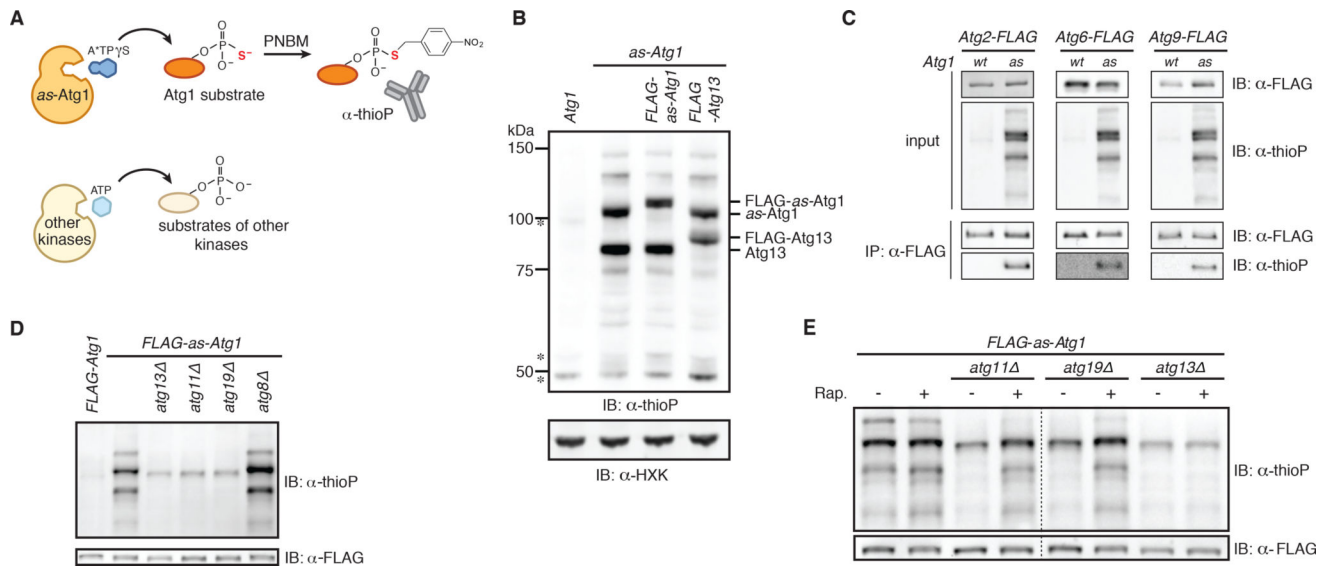 A
A*TPγS
as-Atg1
O
O P S⁻
O⁻
Atg1 substrate
PNBM
O
O P S
O⁻
NO₂
α-thioP
ATP
other
kinases
O
O P O⁻
O⁻
substrates of other
kinases
B
as-Atg1
Atg1
FLAG-
as-Atg1
FLAG
-Atg13
kDa
150
100
*
75
*
50
*
FLAG-as-Atg1
as-Atg1
FLAG-Atg13
Atg13
IB: α-thioP
IB: α-HXK
C
Atg2-FLAG Atg6-FLAG Atg9-FLAG
Atg1 wt as wt as wt as
IB: α-FLAG
input
IB: α-thioP
IP: α-FLAG
IB: α-FLAG
IB: α-thioP
D
FLAG-as-Atg1
FLAG-Atg1
atg13Δ
atg11Δ
atg19Δ
atg8Δ
IB: α-thioP
IB: α-FLAG
E
FLAG-as-Atg1
atg11Δ atg19Δ atg13Δ
Rap. - + - + - + - +
IB: α-thioP
IB: α-FLAG